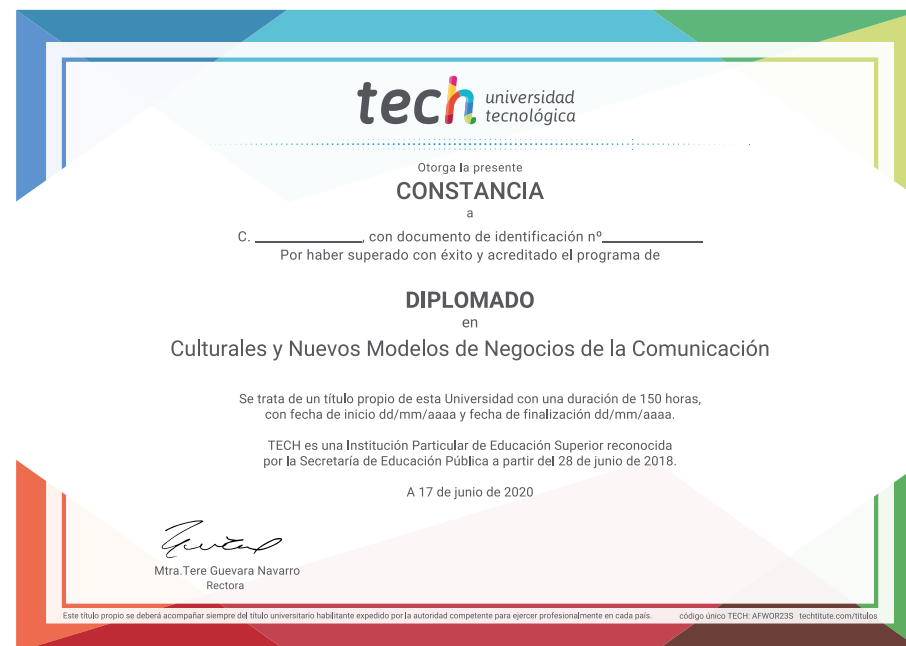 tech universidad
tecnológica
Otorga la presente
CONSTANCIA
a
C. ______________, con documento de identificación nº_____________
Por haber superado con éxito y acreditado el programa de
DIPLOMADO
en
Culturales y Nuevos Modelos de Negocios de la Comunicación
Se trata de un título propio de esta Universidad con una duración de 150 horas,
con fecha de inicio dd/mm/aaaa y fecha de finalización dd/mm/aaaa.
TECH es una Institución Particular de Educación Superior reconocida
por la Secretaría de Educación Pública a partir del 28 de junio de 2018.
A 17 de junio de 2020
Mtra.Tere Guevara Navarro
Rectora
Este título propio se deberá acompañar siempre del título universitario habilitante expedido por la autoridad competente para ejercer profesionalmente en cada país. código único TECH: AFWOR23S techtitute.com/titulos